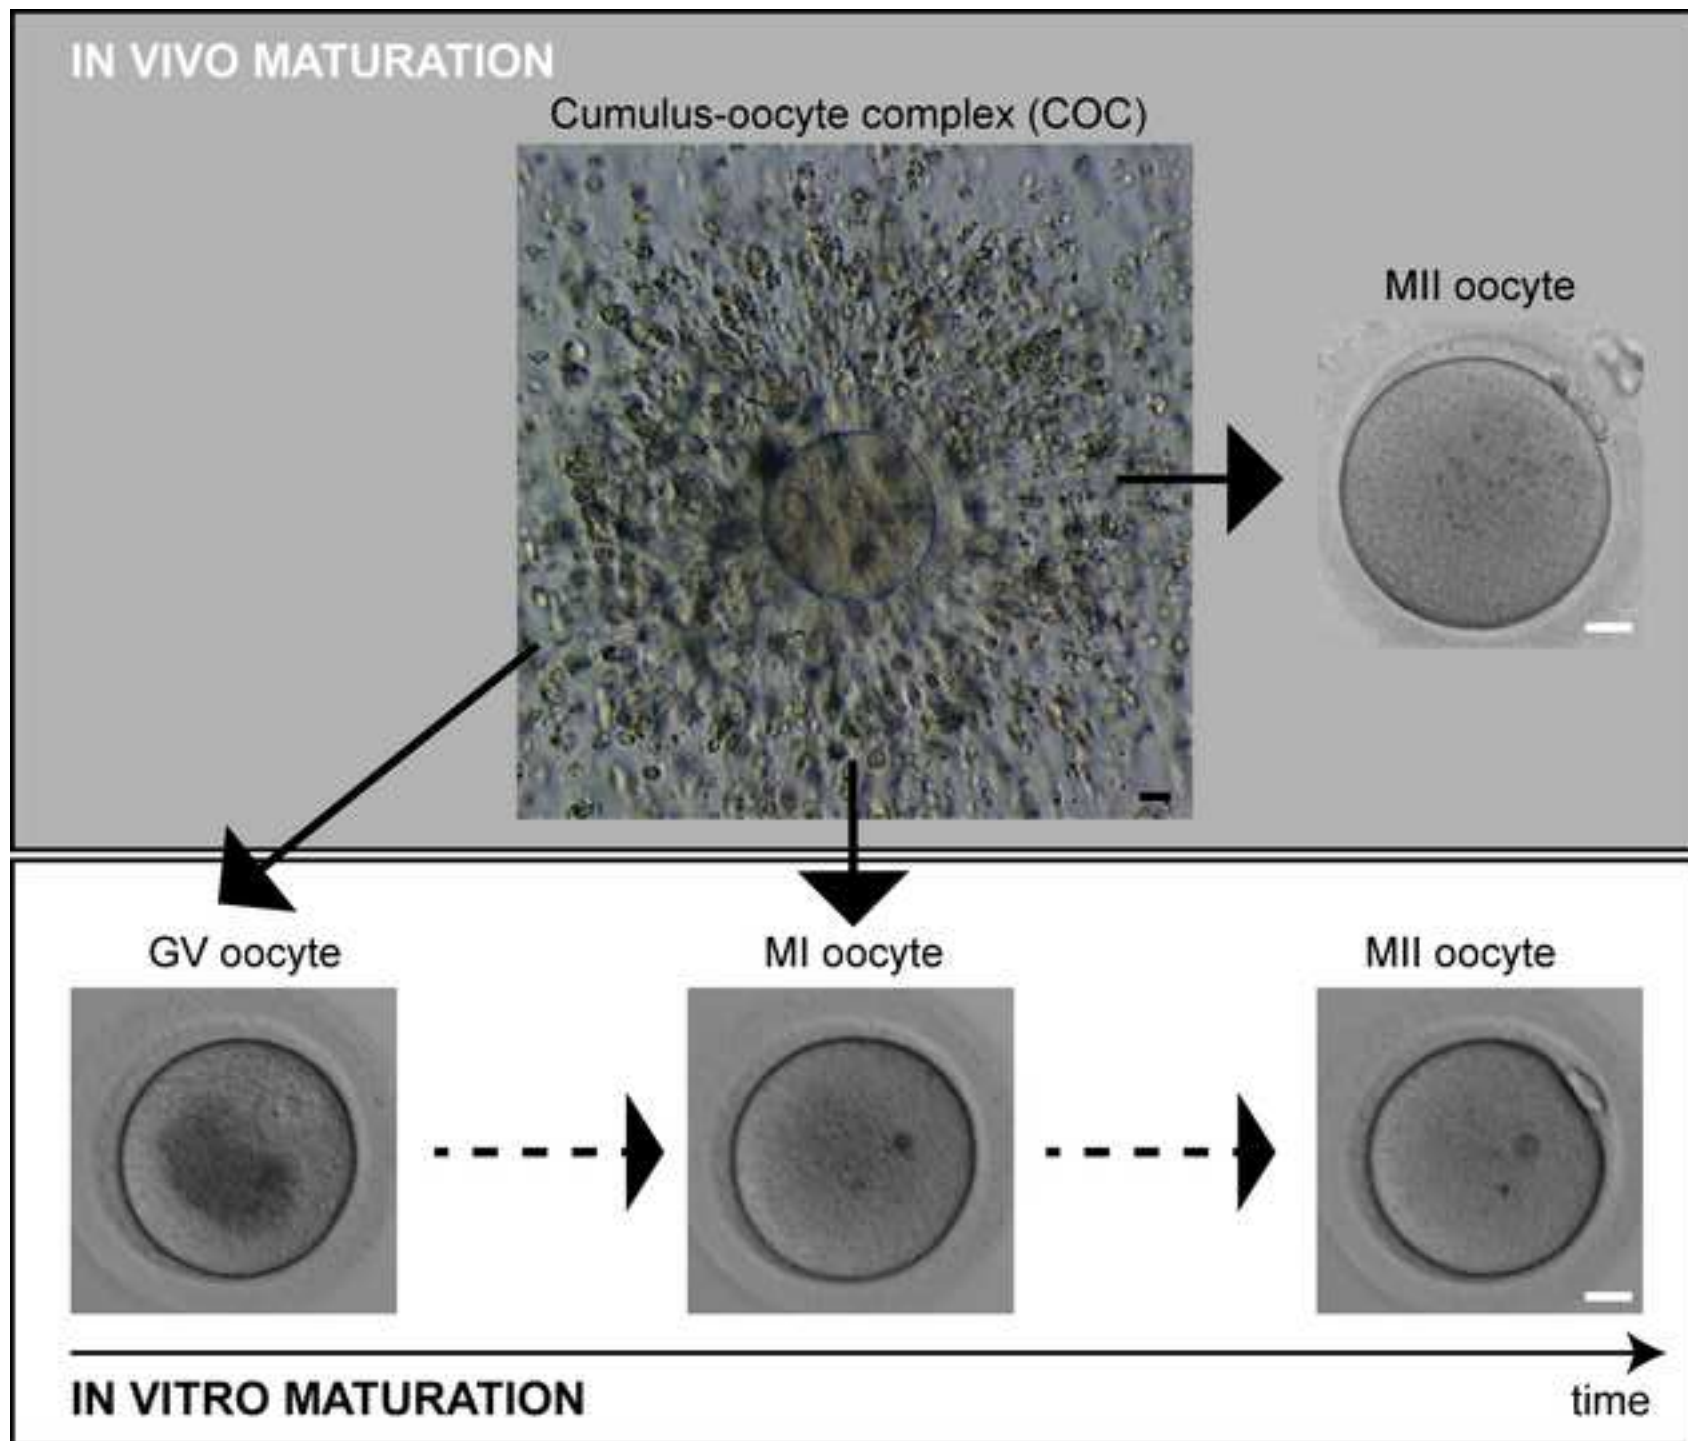 IN VIVO MATURATION
Cumulus-oocyte complex (COC)
MII oocyte
GV oocyte
MI oocyte
MII oocyte
IN VITRO MATURATION
time